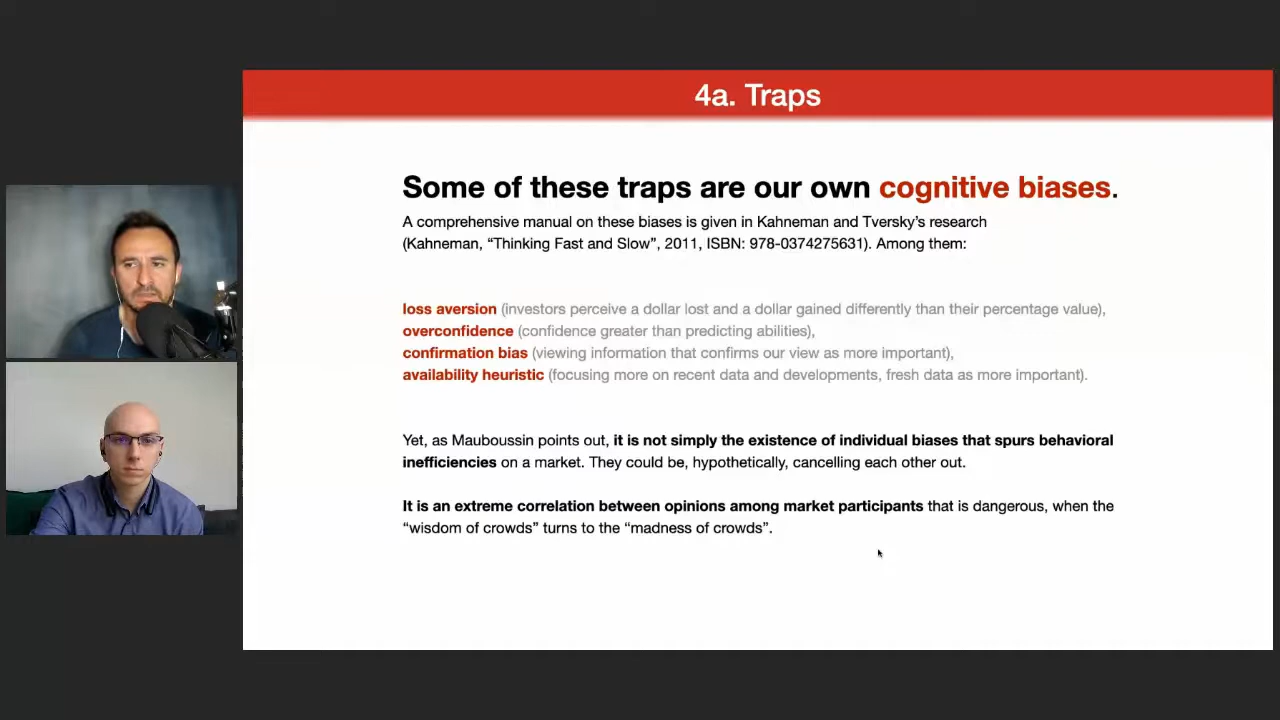 4a. Traps
Some of these traps are our own cognitive biases.
A comprehensive manual on these biases is given in Kahneman and Tversky’s research
(Kahneman, “Thinking Fast and Slow”, 2011, ISBN: 978-0374275631). Among them:
loss aversion (investors perceive a dollar lost and a dollar gained differently than their percentage value),
overconfidence (confidence greater than predicting abilities),
confirmation bias (viewing information that confirms our view as more important),
availability heuristic (focusing more on recent data and developments, fresh data as more important).
Yet, as Mauboussin points out, it is not simply the existence of individual biases that spurs behavioral
inefficiencies on a market. They could be, hypothetically, cancelling each other out.
It is an extreme correlation between opinions among market participants that is dangerous, when the
“wisdom of crowds” turns to the “madness of crowds”.